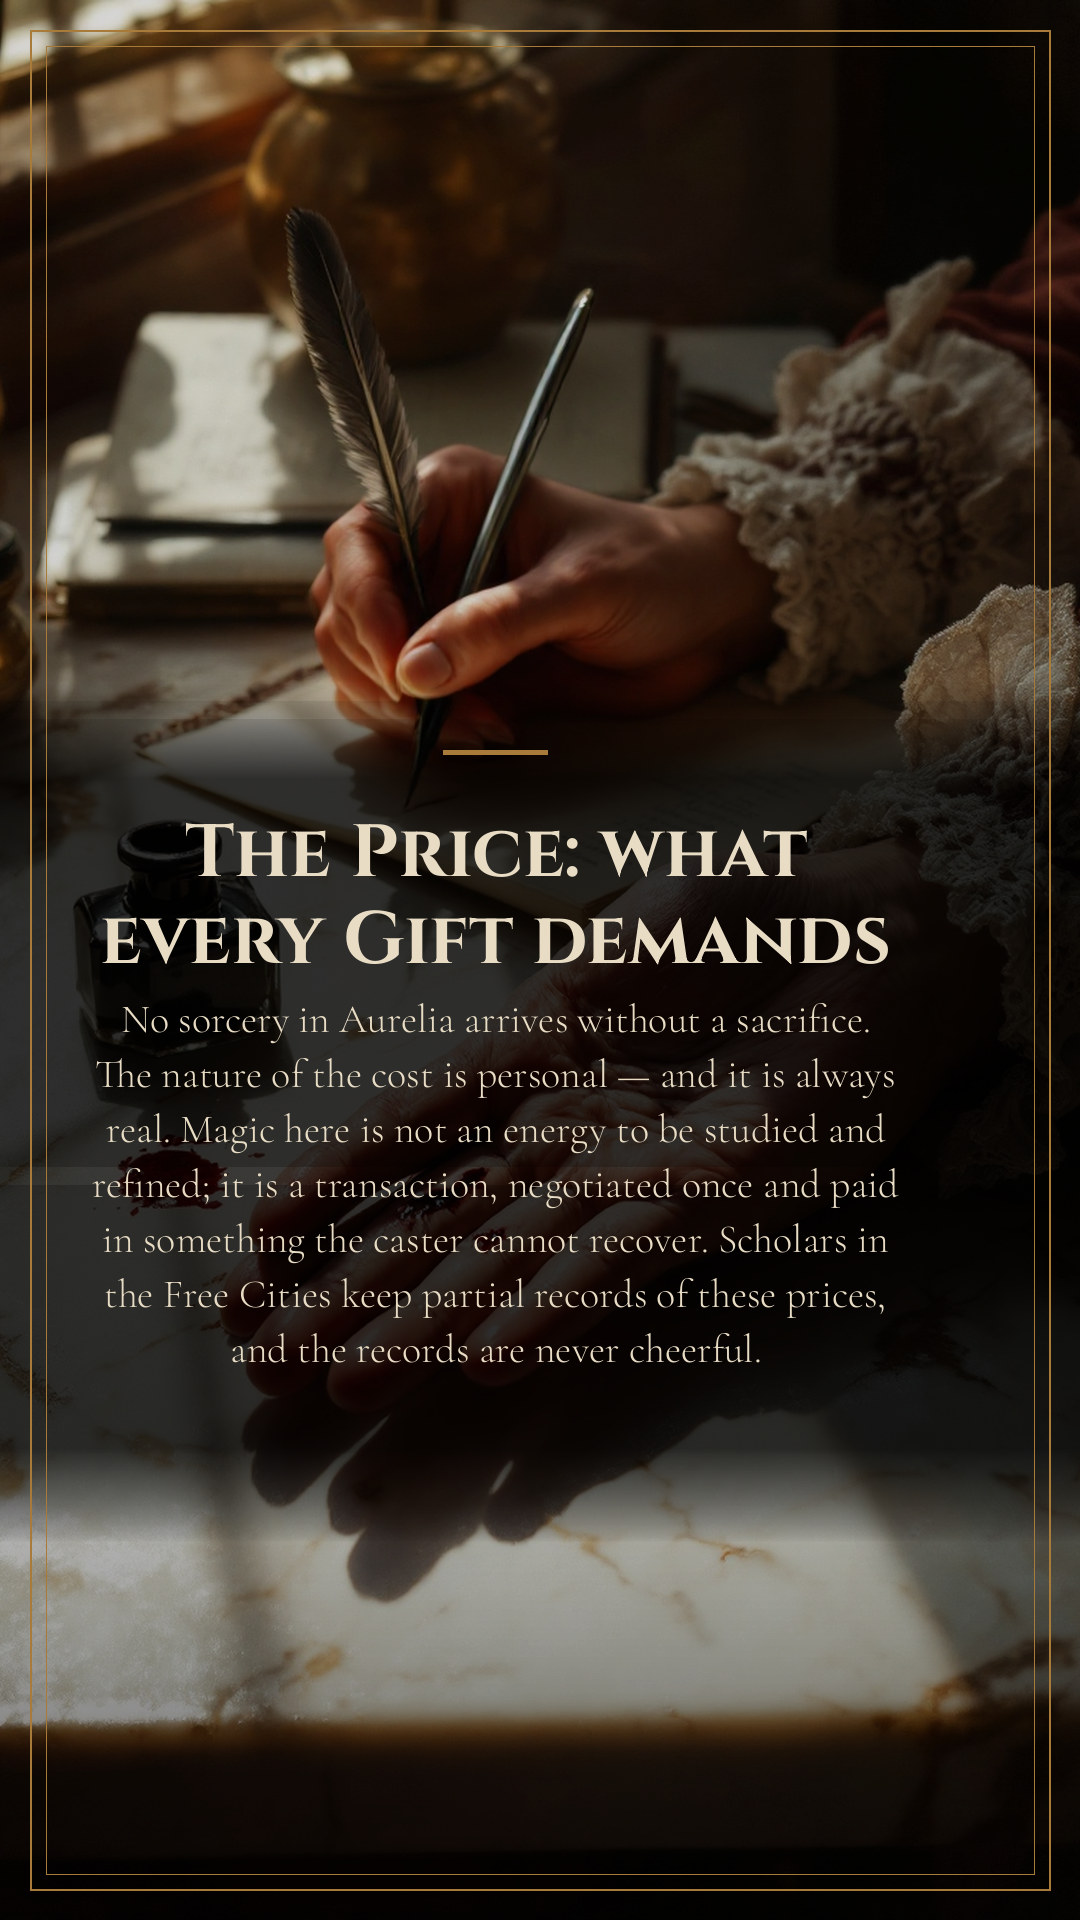 The Price: what
every Gift demands
No sorcery in Aurelia arrives without a sacrifice.
The nature of the cost is personal — and it is always
real. Magic here is not an energy to be studied and
refined; it is a transaction, negotiated once and paid
in something the caster cannot recover. Scholars in
the Free Cities keep partial records of these prices,
and the records are never cheerful.